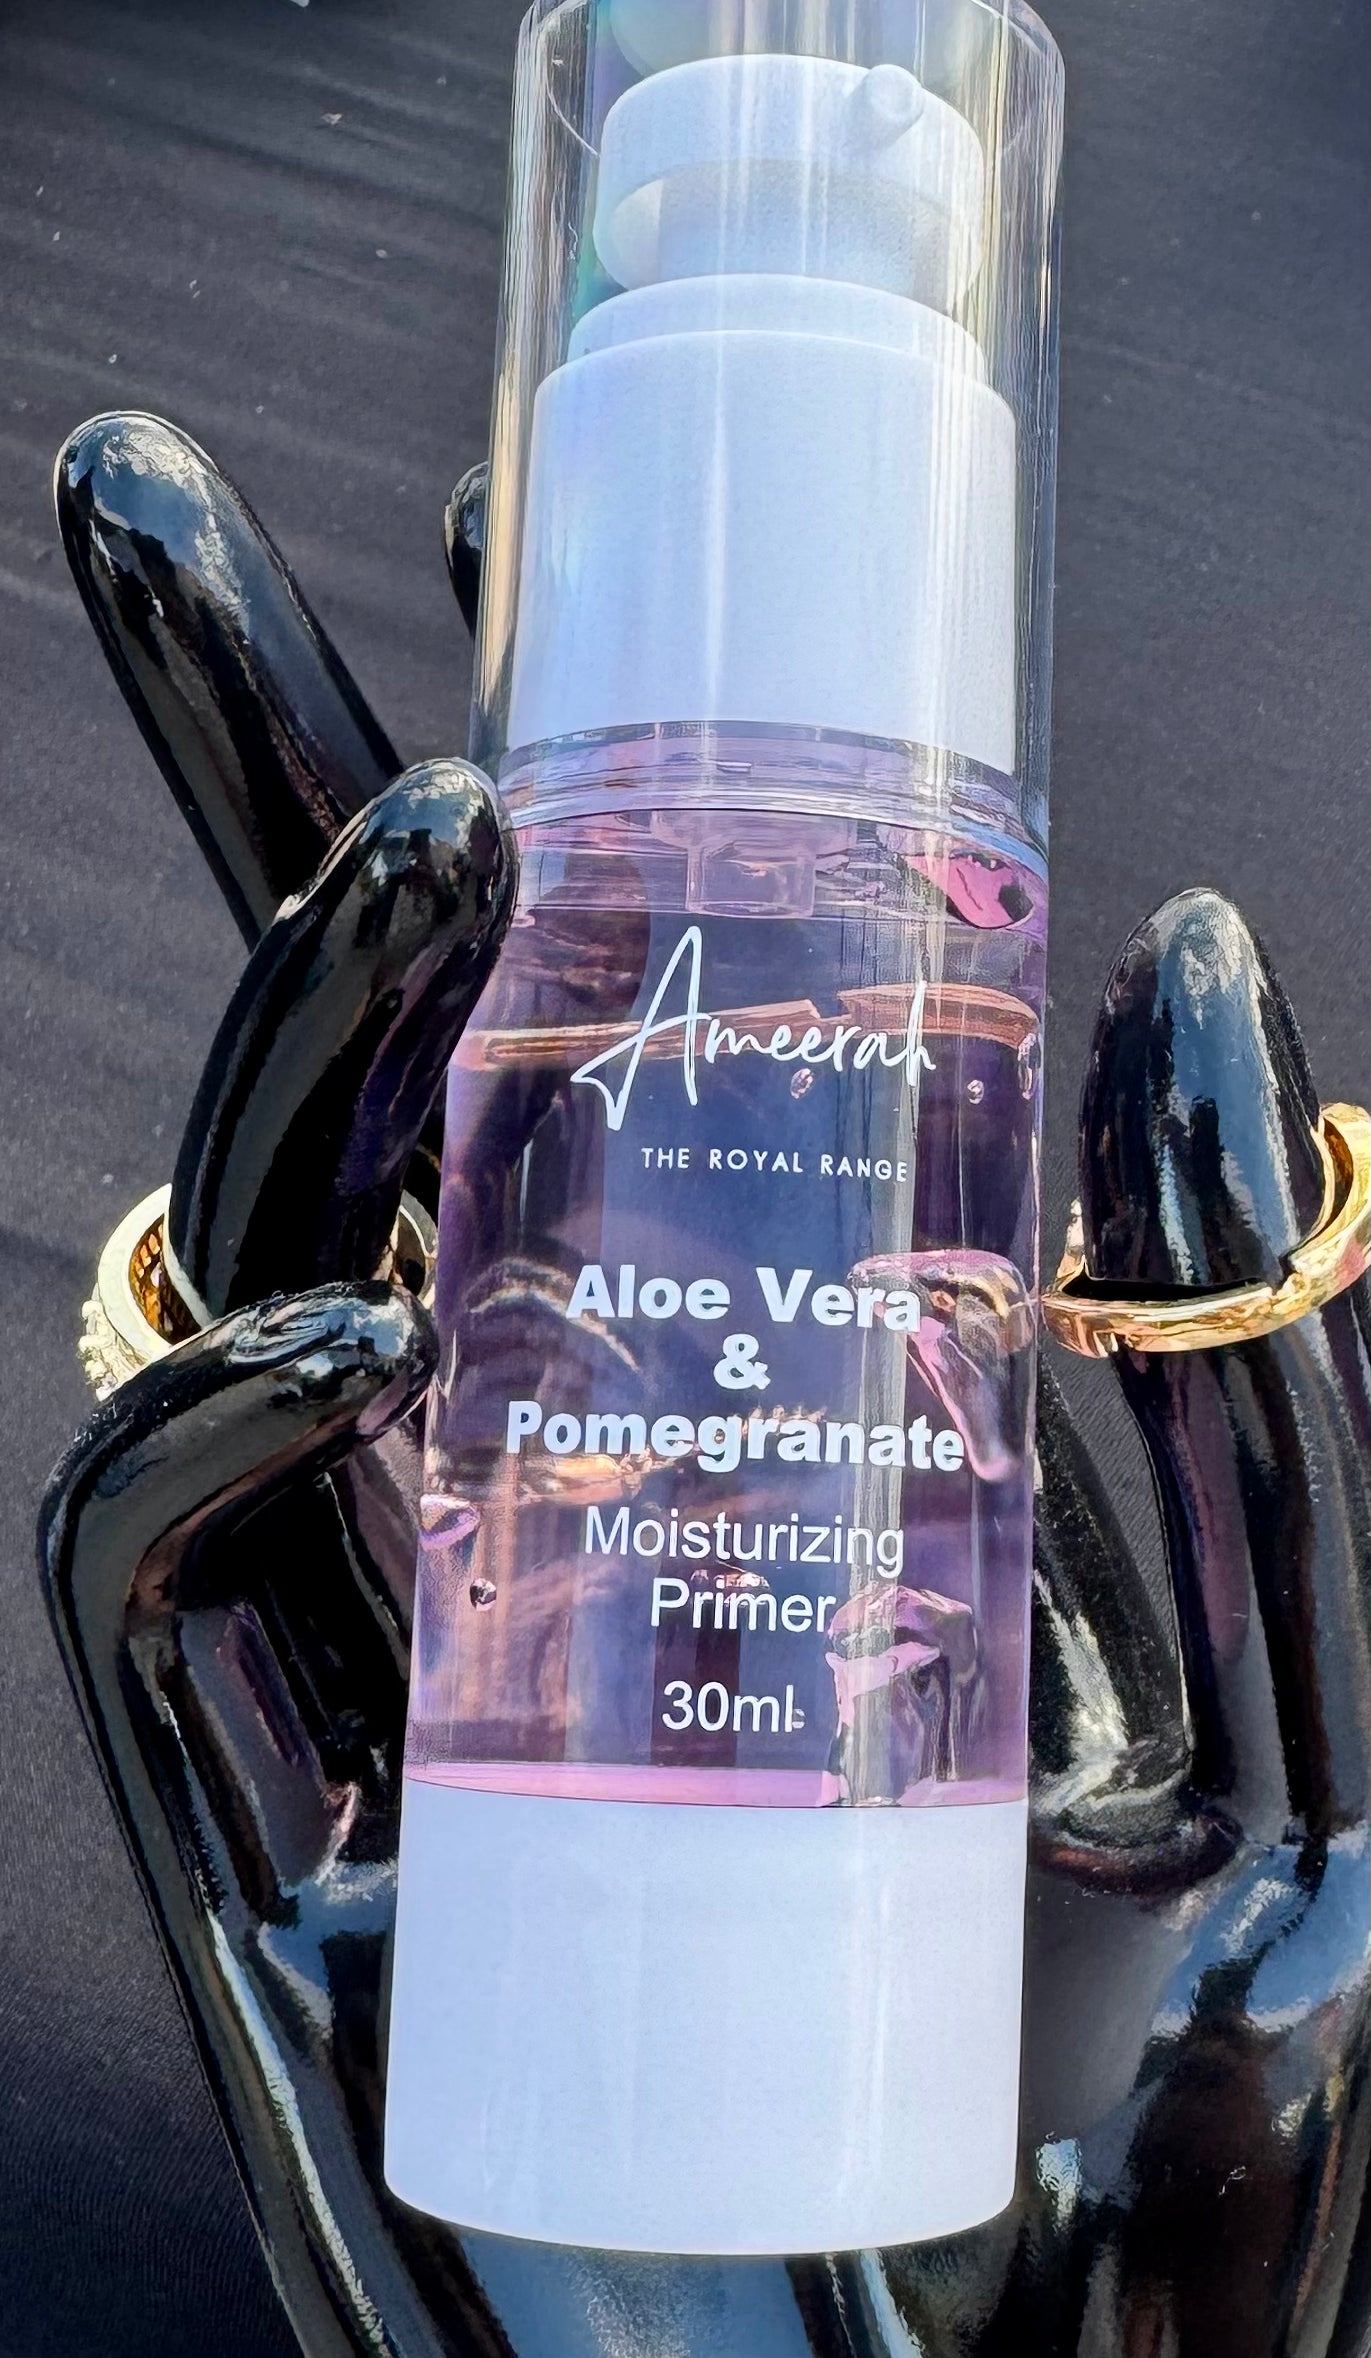 Ameerah
THE ROYAL RANGE
Aloe Vera
&
Pomegranate
Moisturizing
Primer
30ml